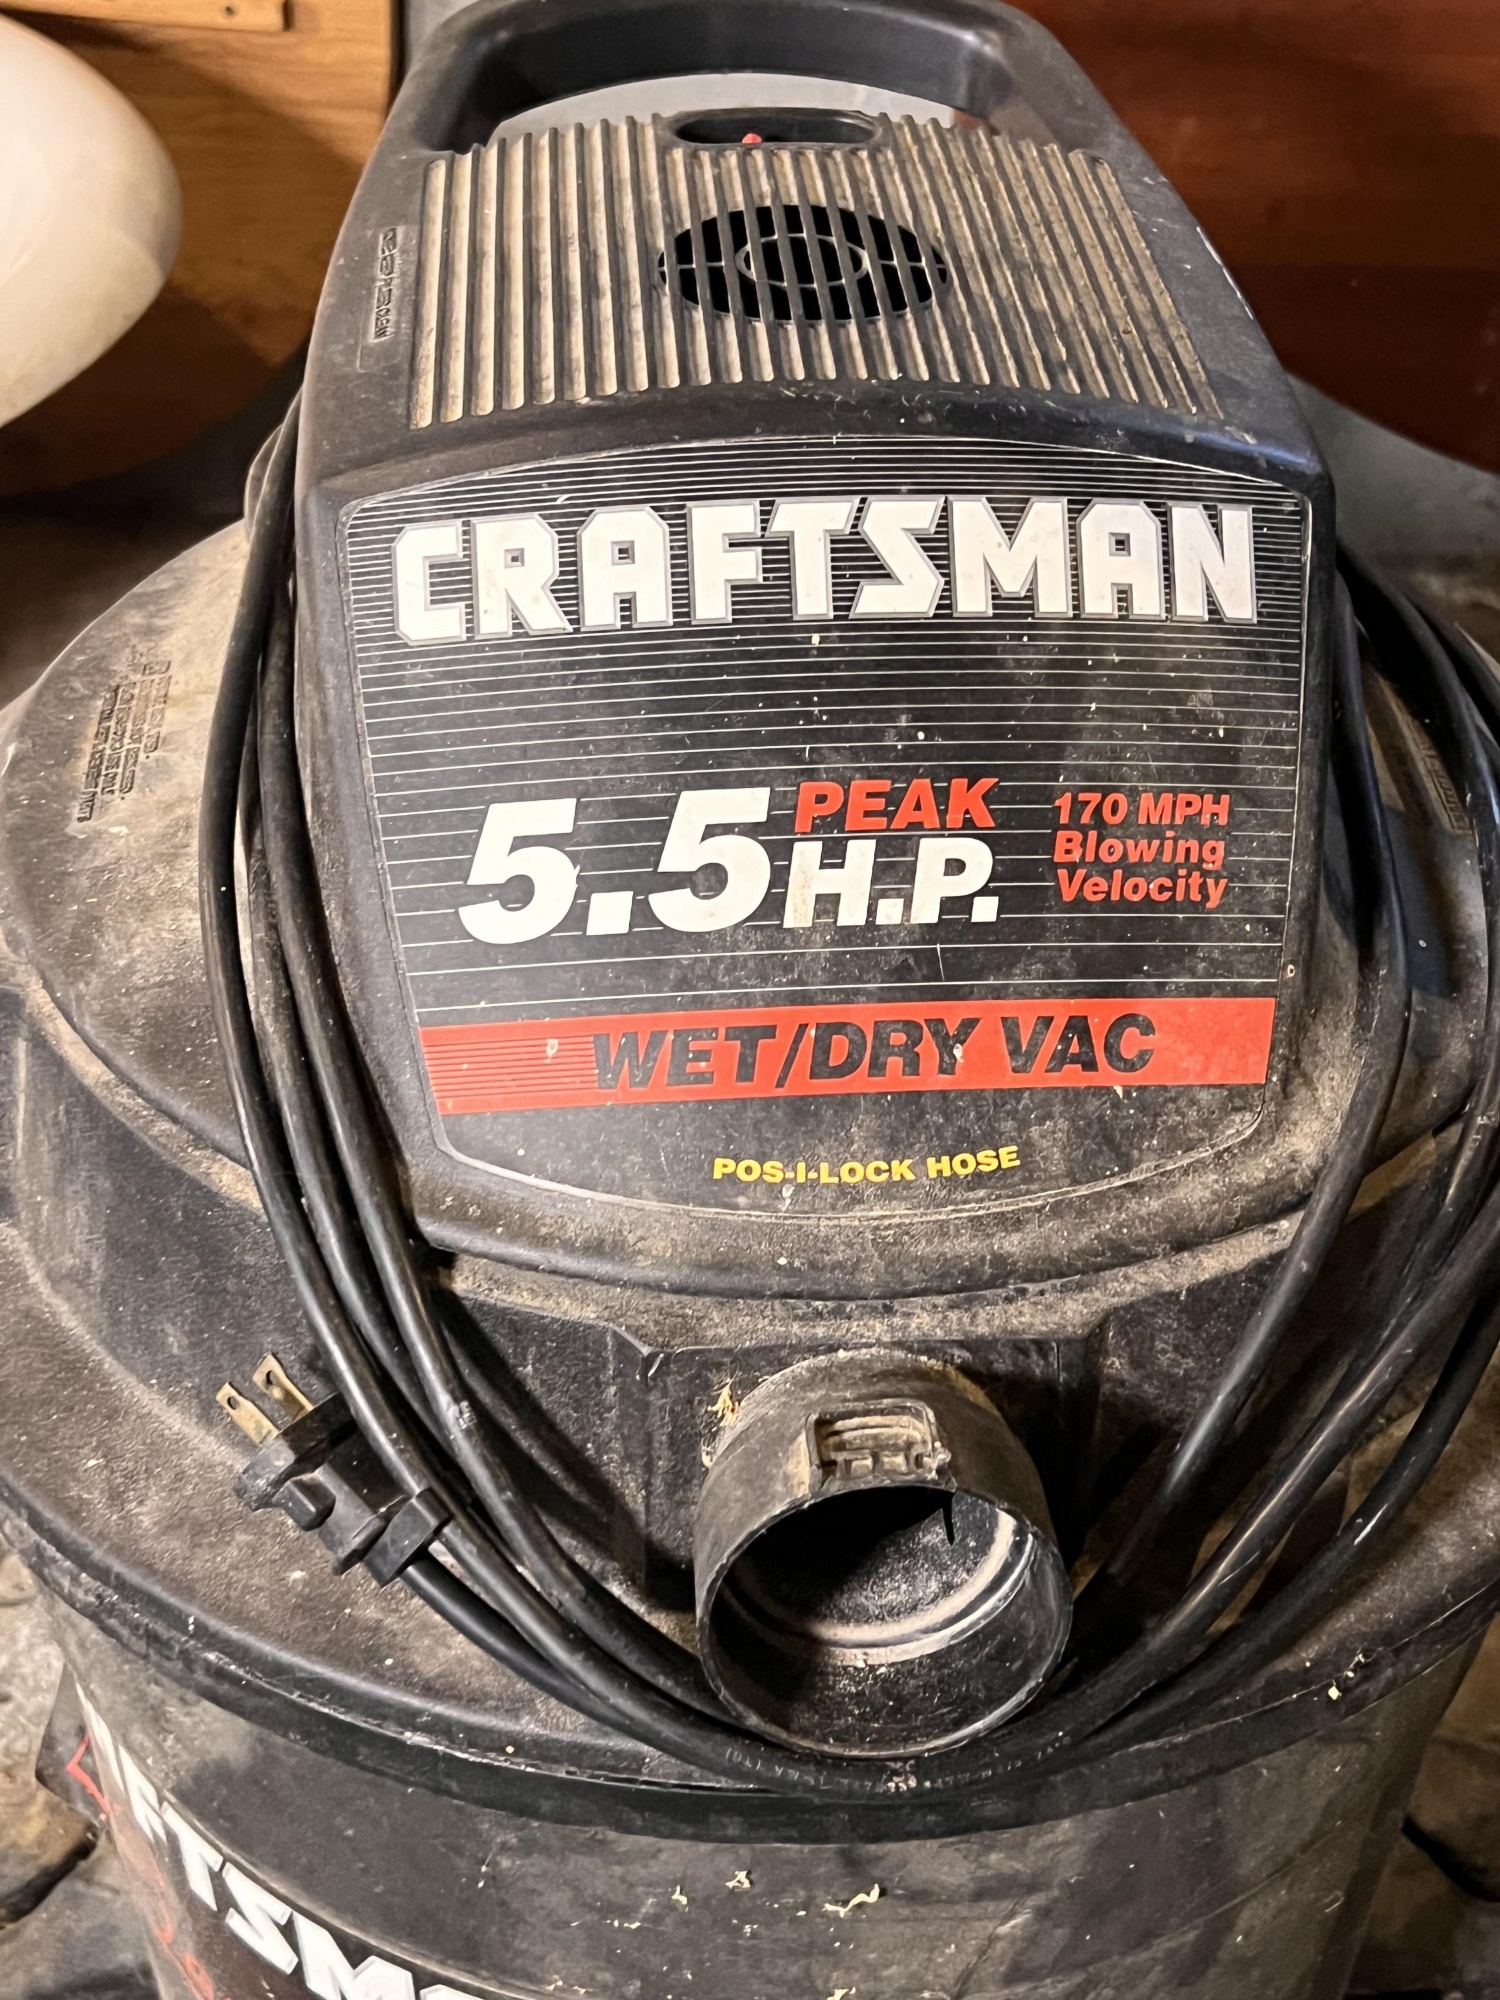 CRAFTSMAN
5.5 PEAK H.P.
170 MPH
Blowing
Velocity
WET/DRY VAC
POS-I-LOCK HOSE